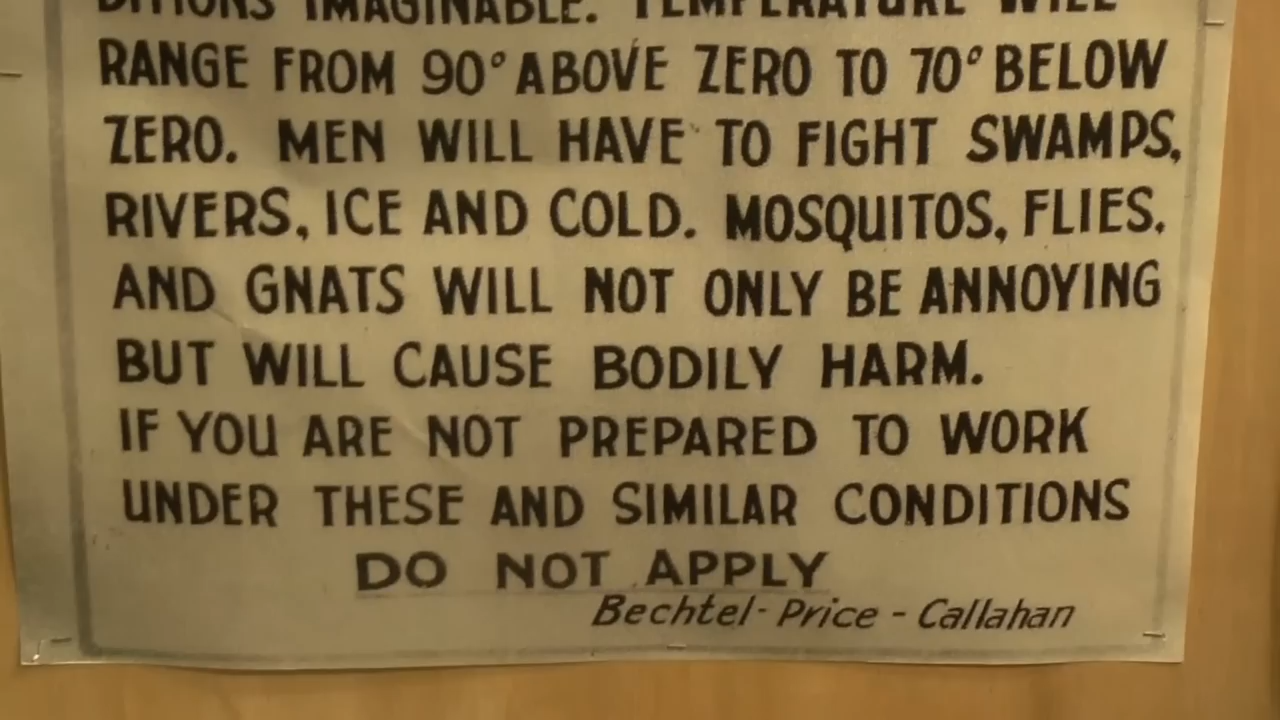 DITIONS IMAGINABLE. TEMPERATURE WILL
RANGE FROM 90° ABOVE ZERO TO 70° BELOW
ZERO. MEN WILL HAVE TO FIGHT SWAMPS,
RIVERS, ICE AND COLD. MOSQUITOS, FLIES,
AND GNATS WILL NOT ONLY BE ANNOYING
BUT WILL CAUSE BODILY HARM.
IF YOU ARE NOT PREPARED TO WORK
UNDER THESE AND SIMILAR CONDITIONS
DO NOT APPLY
Bechtel - Price - Callahan